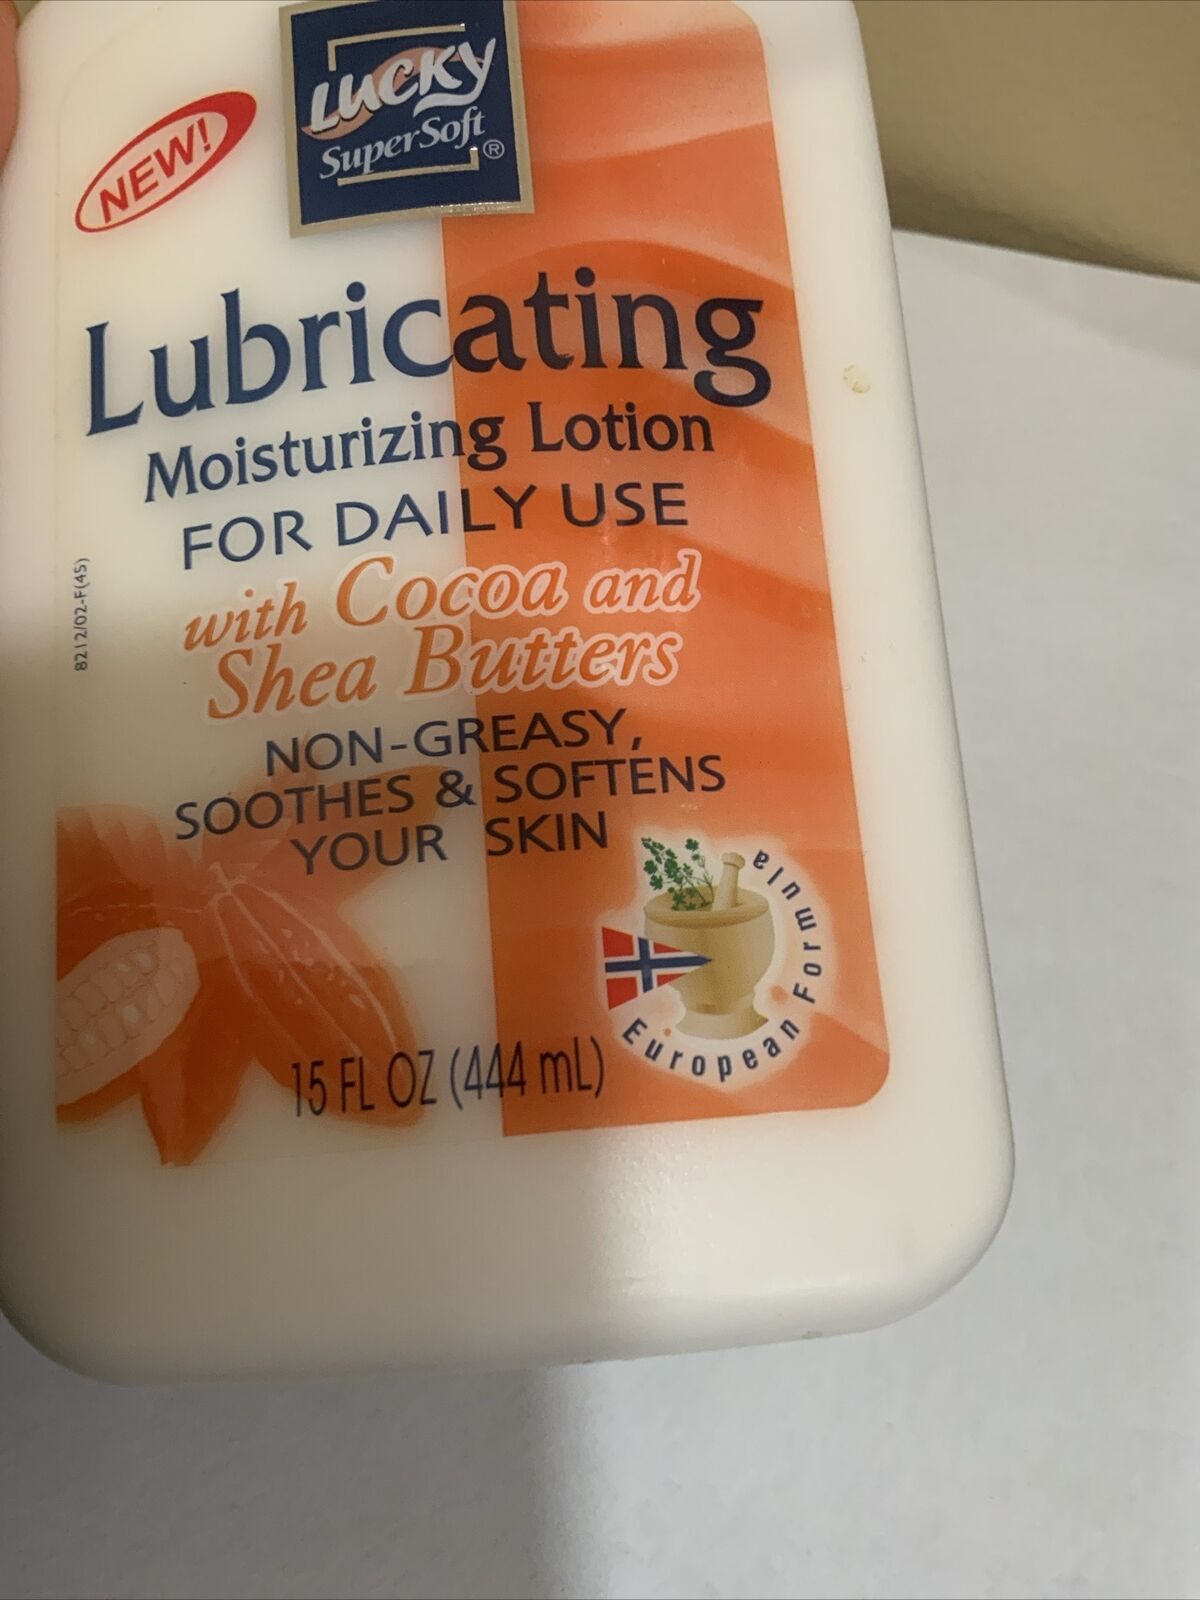 LUCKY
SuperSoft®
NEW!
Lubricating
Moisturizing Lotion
FOR DAILY USE
with Cocoa and
Shea Butters
NON-GREASY,
SOOTHES & SOFTENS
YOUR SKIN
European Formula
15 FL OZ (444 mL)
8212/02-F(45)